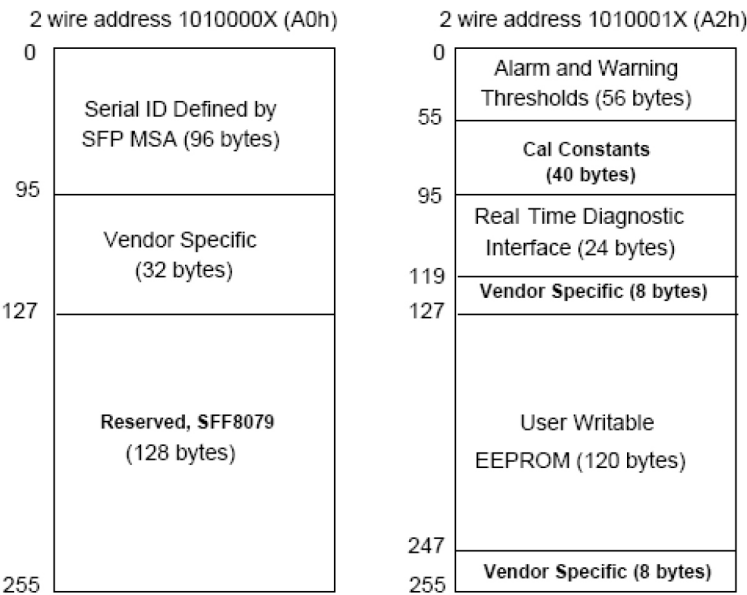 2 wire address 1010000X (A0h)
0
Serial ID Defined by
SFP MSA (96 bytes)
95
Vendor Specific
(32 bytes)
127
Reserved, SFF8079
(128 bytes)
255
2 wire address 1010001X (A2h)
0
Alarm and Warning
Thresholds (56 bytes)
55
Cal Constants
(40 bytes)
95
Real Time Diagnostic
Interface (24 bytes)
119
Vendor Specific (8 bytes)
127
User Writable
EEPROM (120 bytes)
247
Vendor Specific (8 bytes)
255